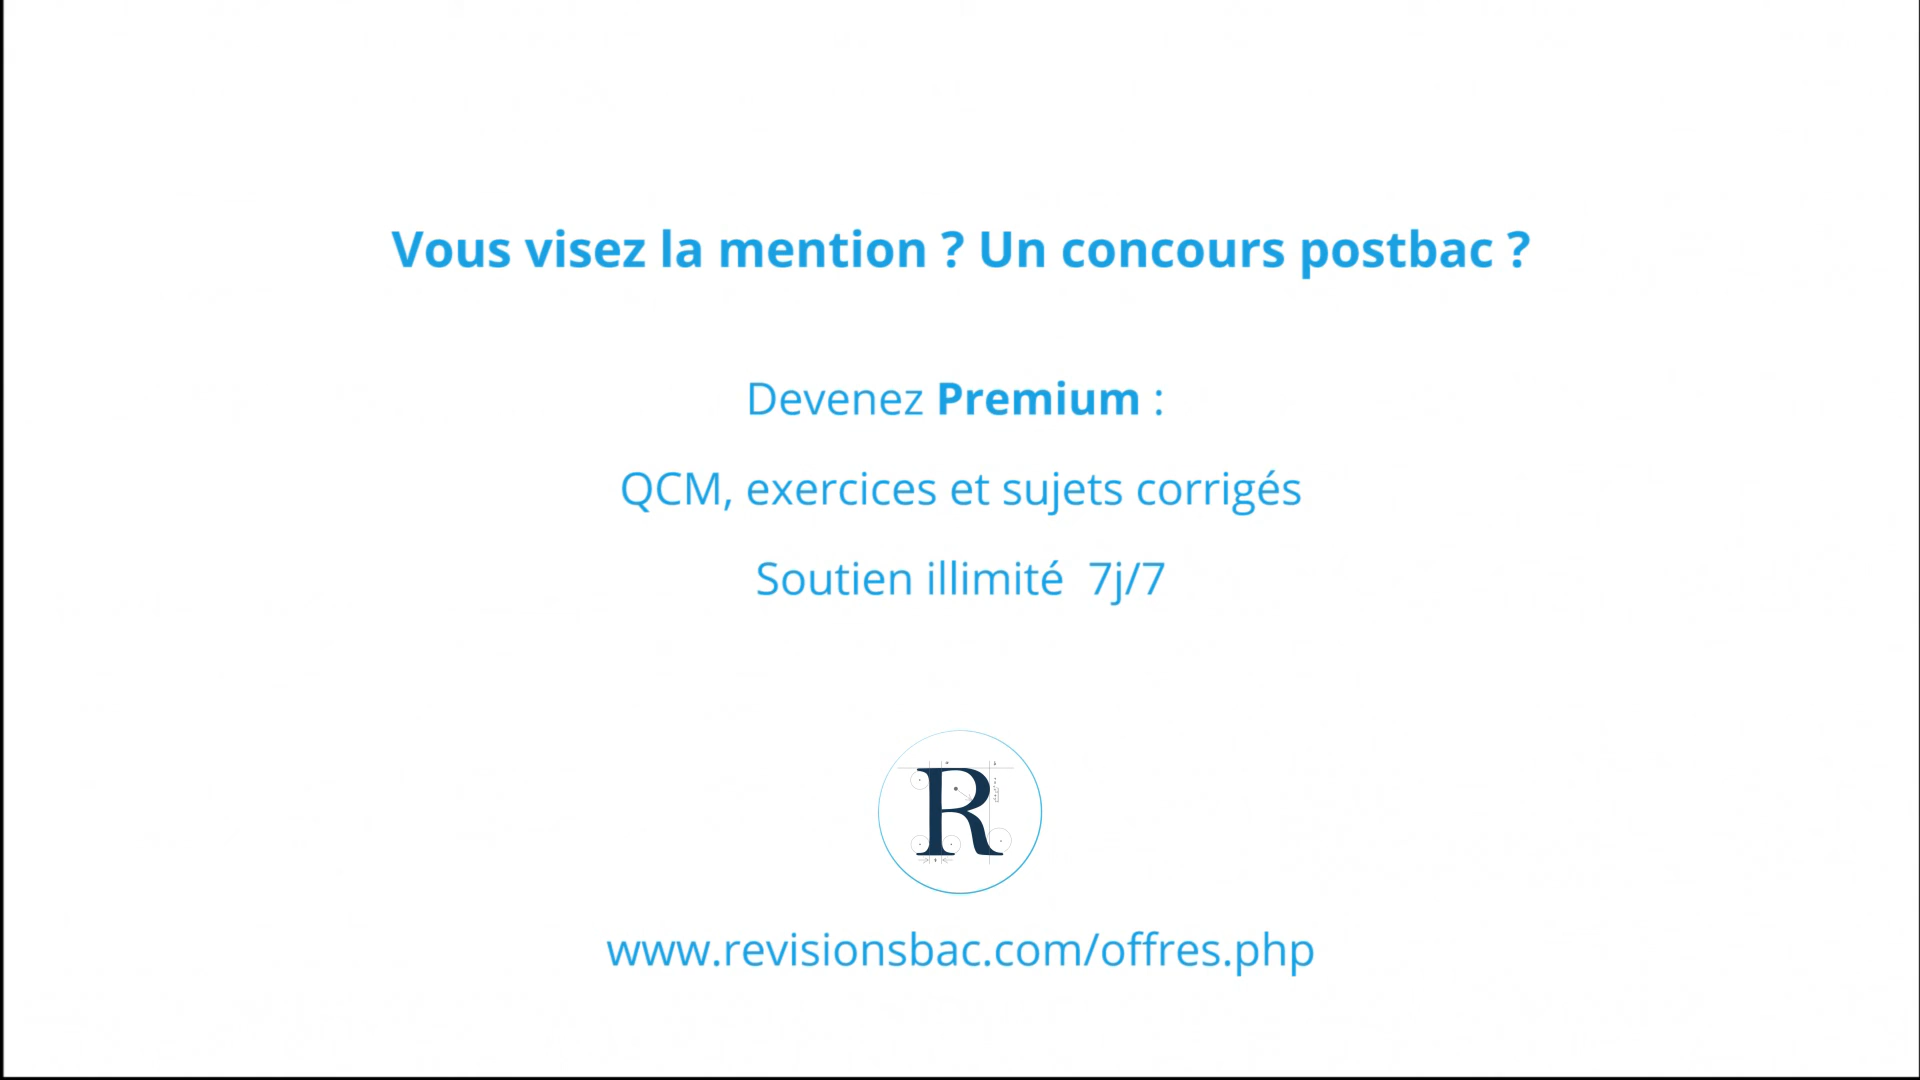 Vous visez la mention ? Un concours postbac ?
Devenez Premium :
QCM, exercices et sujets corrigés
Soutien illimité  7j/7
R
www.revisionsbac.com/offres.php